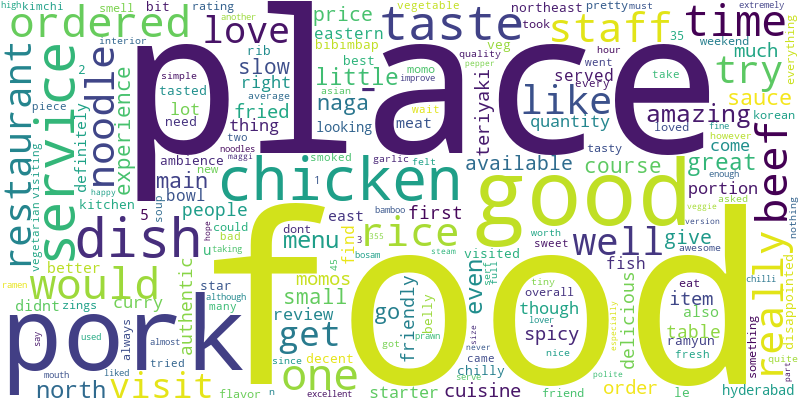 high kimchi
ordered
shell
bit
rating
love
slow
rib
right
price
eastern
bibimbap
best
little
vegetable
northeast
pretty must
extremely
another
interior
taste
staff
time
place
took
35
weekend
much
try
everything
restaurant
service
noodle
experience
2
tasted
simple
lot
fried
thing
asian
momo
naga
looking
meat
veg
quality
pepper
improve
hour
went
served
every
like
quantity
teriyaki
take
amazing
loved
sauce
korean
fine
however
piece
definitely
need
average
two
noodles
maggi
smoked
garlic
felt
wait
tasty
available
course
great
come
enough
veggie
visiting
vegetarian
happy
kitchen
ambience
main
bowl
new
1
chicken
good
portion
asked
version
beef
nothing
5
people
first
dish
soup
could
bad
taking
hope
east
dont
menu
bamboo
3
955
steam
bosam
rice
find
visited
worth
sweet
full
serf
well
fish
give
awesome
disappointed
would
better
didnt
zings
curry
authentic
u
star
although
many
momos
45
small
review
decent
get
one
go
friendly
got
prawn
belly
even
tiny
overall
though
lover
spicy
nice
eat
item
also
table
delicious
especially
really
chilli
ramyun
fresh
something
quite
part
ramen
say
used
always
almost
tried
mouth
liked
pork
food
since
came
never
size
chilly
cuisine
serve
polite
north
visit
flavor
n
excellent
starter
friend
order
le
hyderabad